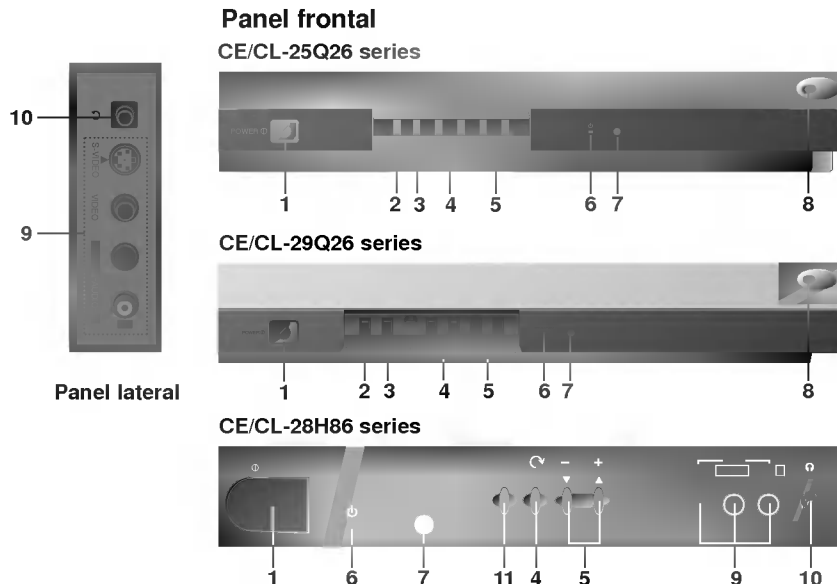 Panel frontal
CE/CL-25Q26 series
10
S-VIDEO
VIDEO
9
POWER
1
2 3 4 5 6 7 8
CE/CL-29Q26 series
1 2 3 4 5 6 7 8
Panel lateral
CE/CL-28H86 series
- +
1 6 7 11 4 5 9 10